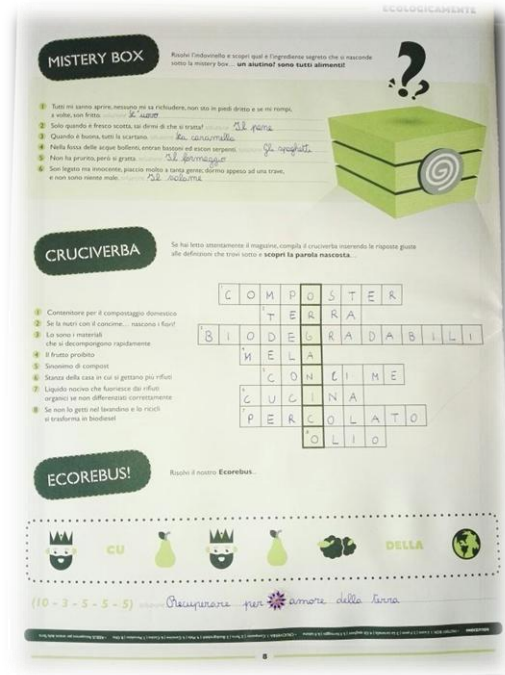 ECOLOGICAMENTE
MISTERY BOX
Risolvi l'indovinello e scopri qual è l'ingrediente segreto che si nasconde
sotto la mistery box... un aiutino? sono tutti alimenti!
1 Tutti mi sanno aprire, nessuno mi sa richiudere, non sto in piedi dritto e se mi rompi,
a volte, son fritto. L'uovo
2 Solo quando è fresco scotta, sai dirmi di che si tratta? Il pane
3 Quando è buona, tutti la scartano. La caramella
4 Nella fossa delle acque bollenti, entran bastoni ed escon serpenti. Gli spaghetti
5 Non ha prurito, però si gratta. Il formaggio
6 Son legato ma innocente, piaccio molto a tanta gente; dormo appeso ad una trave,
e non sono niente male. Il salame
CRUCIVERBA
Se hai letto attentamente il magazine, compila il cruciverba inserendo le risposte giuste
alle definizioni che trovi sotto e scopri la parola nascosta...
1 Contenitore per il compostaggio domestico
2 Se la nutri con il concime... nascono i fiori!
3 Lo sono i materiali
che si decompongono rapidamente
4 Il frutto proibito
5 Sinonimo di compost
6 Stanza della casa in cui si gettano più rifiuti
7 Liquido nocivo che fuoriesce dai rifiuti
organici se non differenziati correttamente
8 Se non lo getti nel lavandino e lo ricicli
si trasforma in biodiesel
COMPOSTER
TERRA
BIODEGRADABILI
MELA
CONCIME
CUCINA
PERCOLATO
OLIO
ECOREBUS!
Risolvi il nostro Ecorebus...
CU DELLA
(10 - 3 - 5 - 5 - 5) Recuperare per amore della terra
8